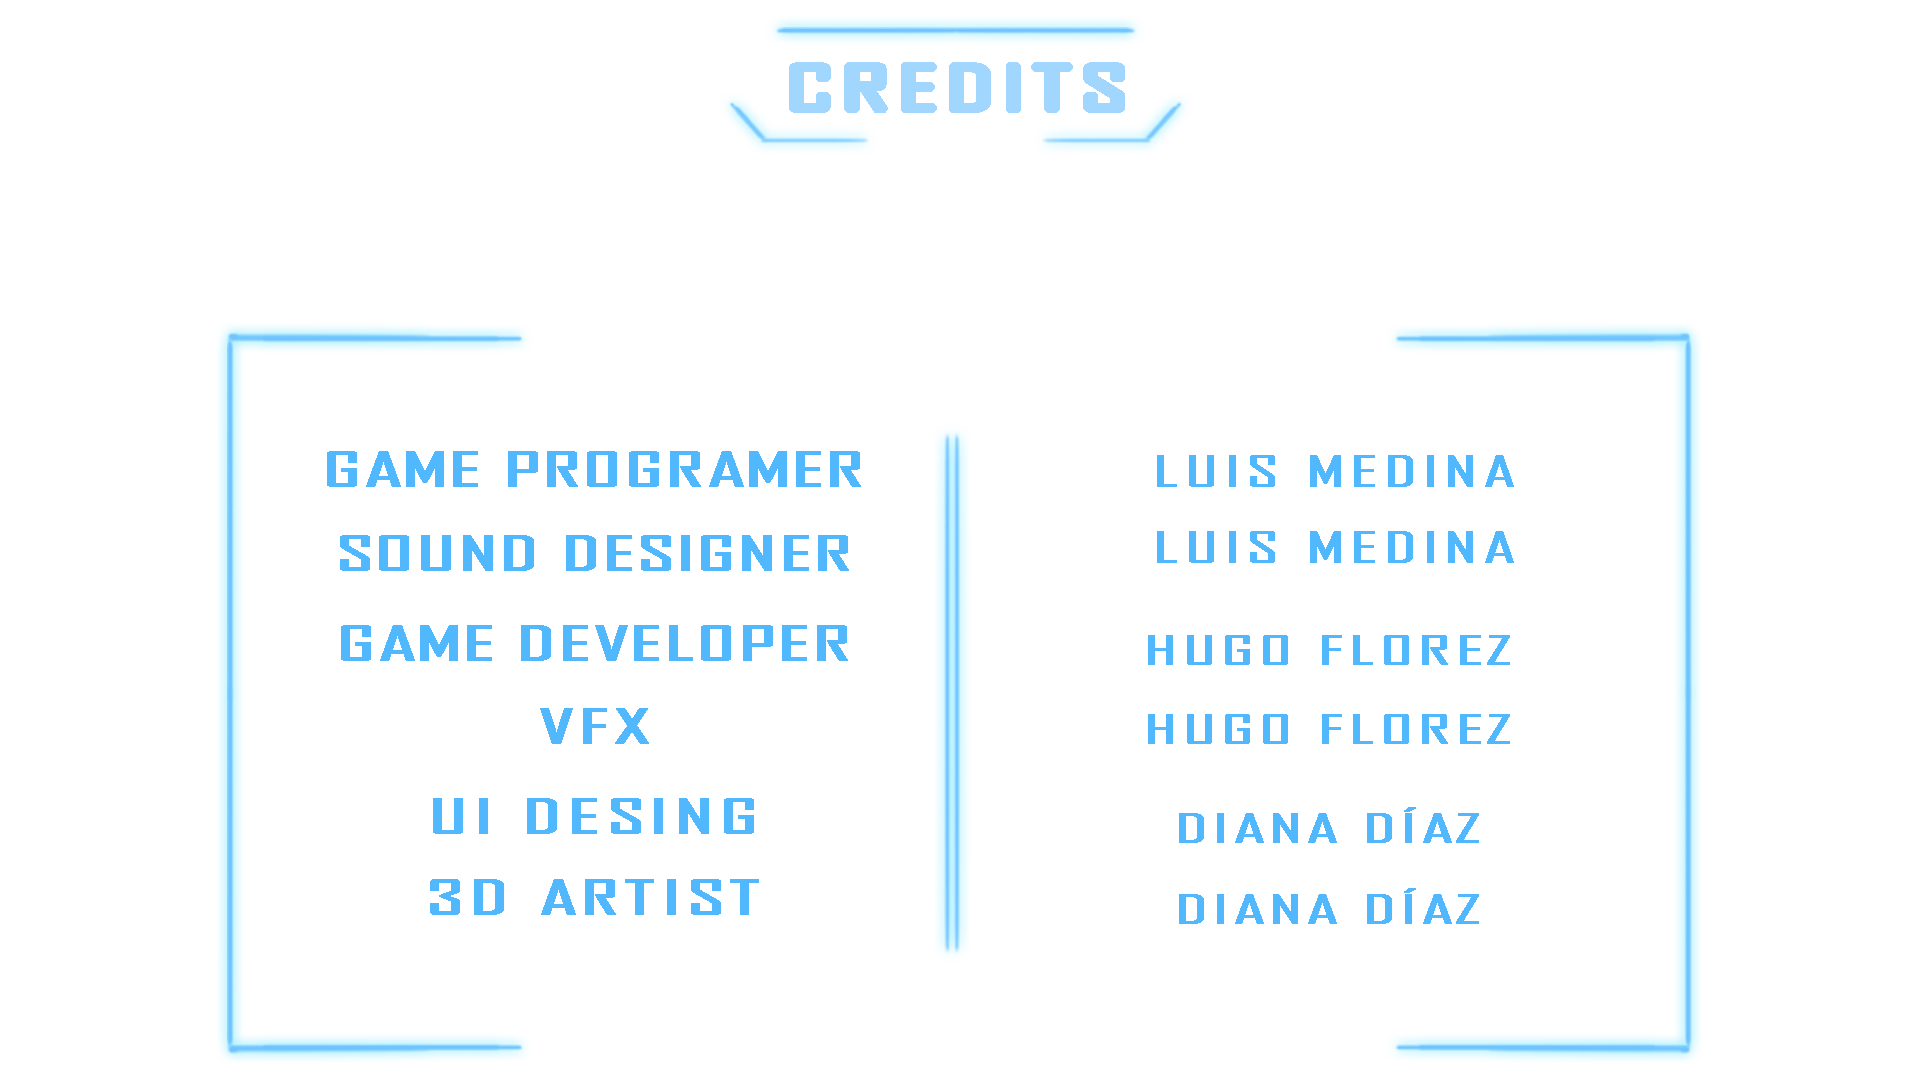 CREDITS
GAME PROGRAMER
LUIS MEDINA
SOUND DESIGNER
LUIS MEDINA
GAME DEVELOPER
HUGO FLOREZ
VFX
HUGO FLOREZ
UI DESING
DIANA DÍAZ
3D ARTIST
DIANA DÍAZ